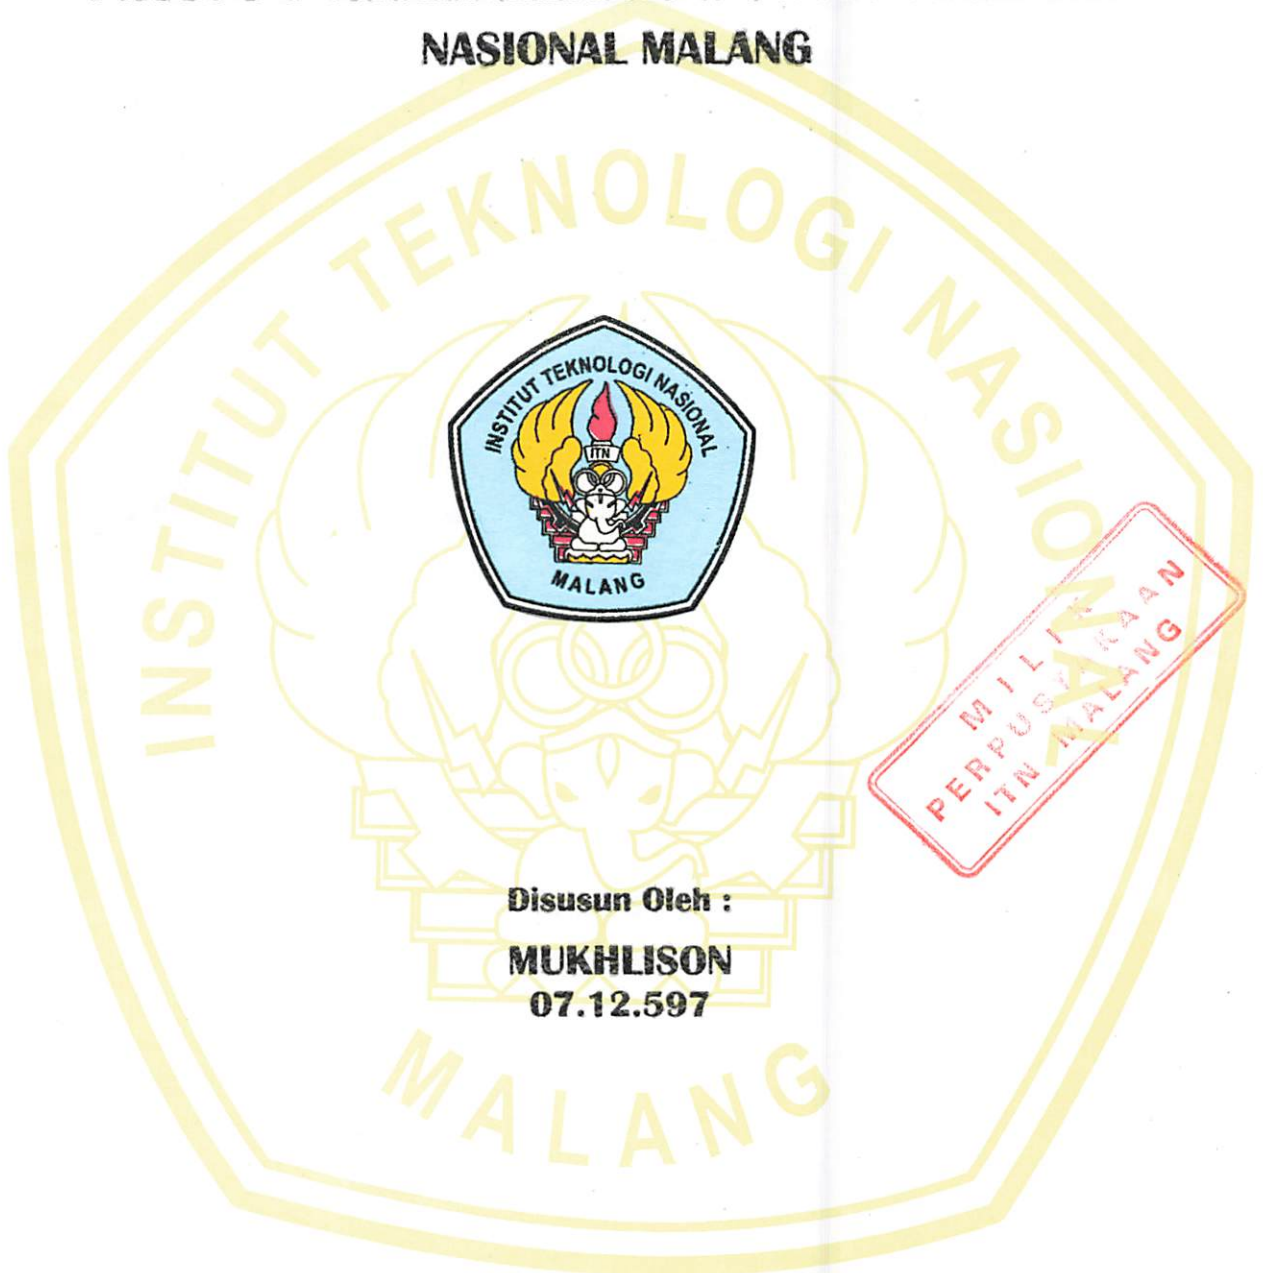 NASIONAL MALANG
INSTITUT TEKNOLOGI NASIONAL
MALANG
INSTITUT TEKNOLOGI NASIONAL
ITN
MALANG
MILIK
PERPUSTAKAAN
ITN MALANG
Disusun Oleh :
MUKHLISON
07.12.597